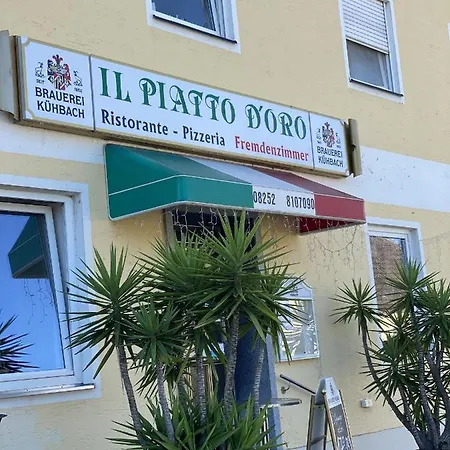 IL PIATTO D'ORO
Ristorante - Pizzeria Fremdenzimmer
BRAUEREI
KÜHBACH
BRAUEREI
KÜHBACH
08252 8107090